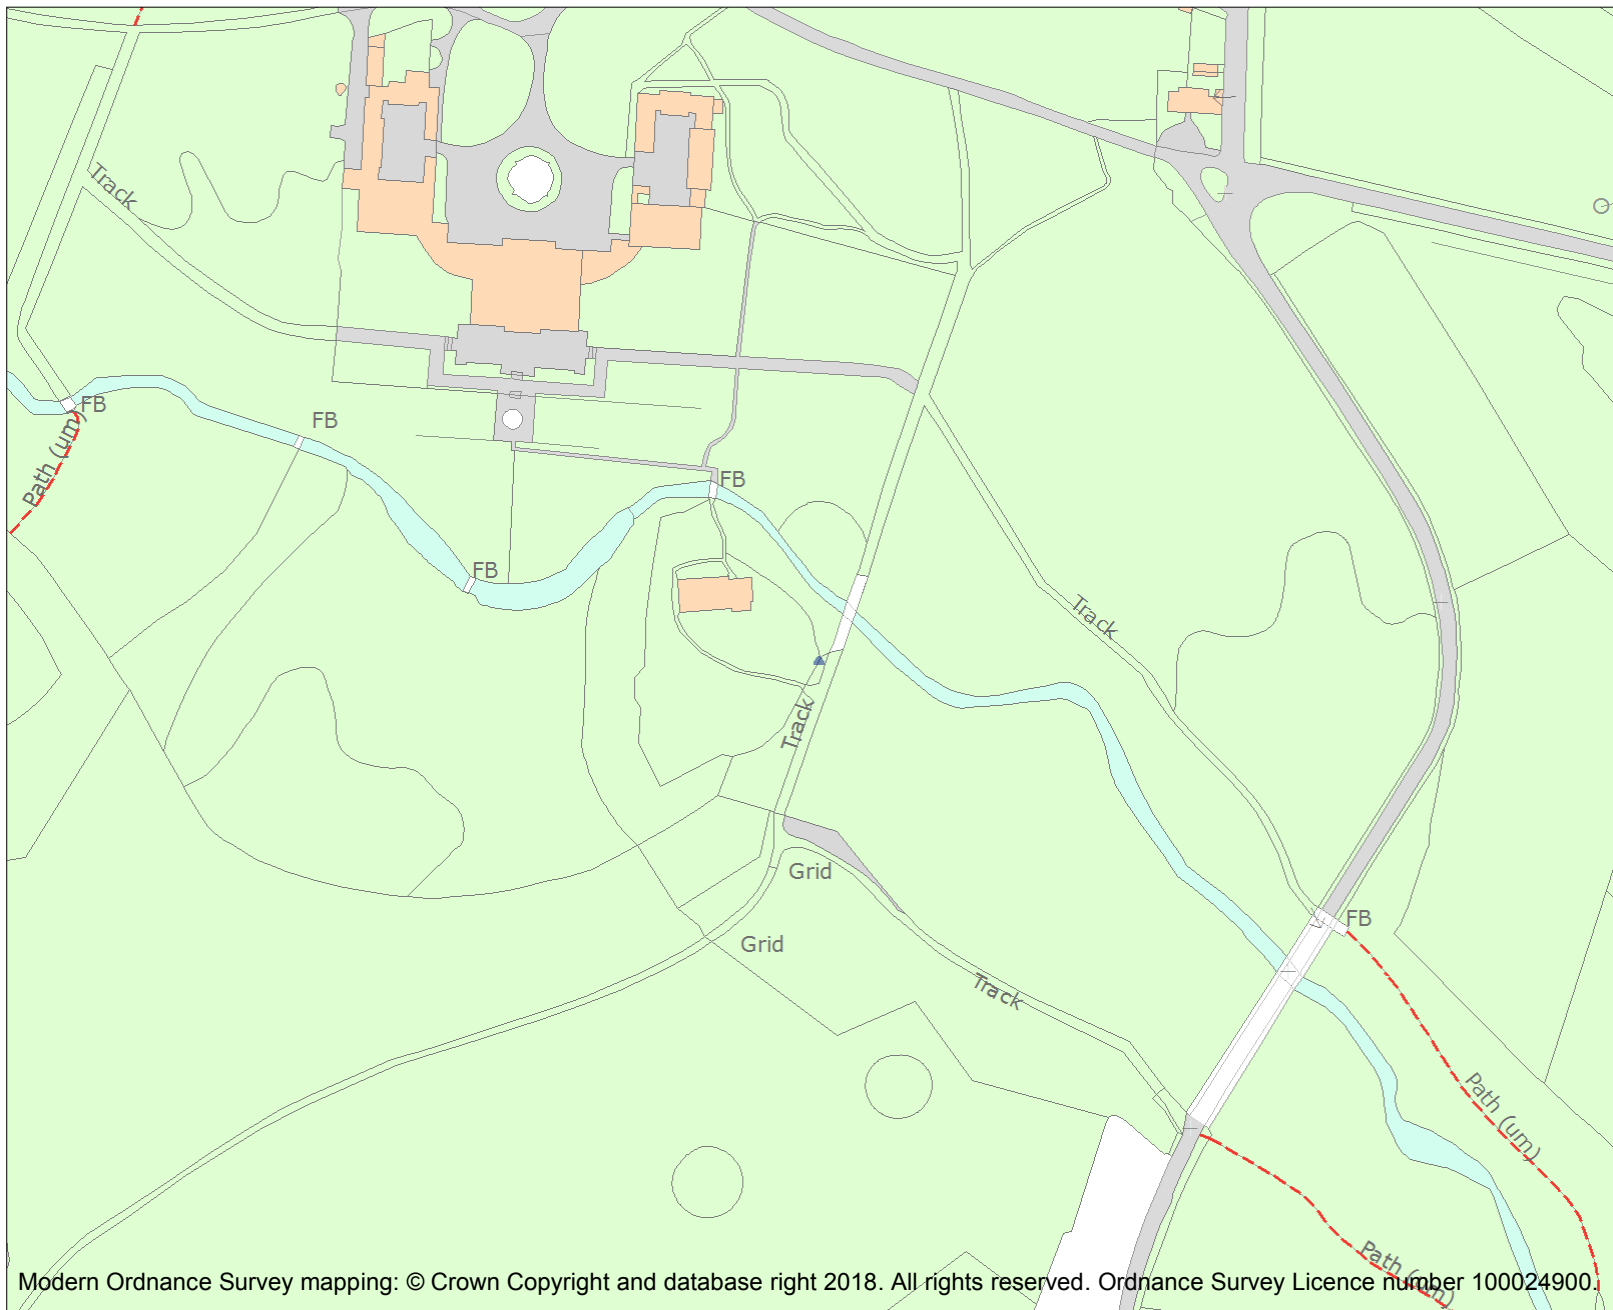 Track
FB
FB
Path (um)
FB
FB
Track
Track
Grid
FB
Grid
Track
Path (um)
Path (um)
Modern Ordnance Survey mapping: © Crown Copyright and database right 2018. All rights reserved. Ordnance Survey Licence number 100024900.